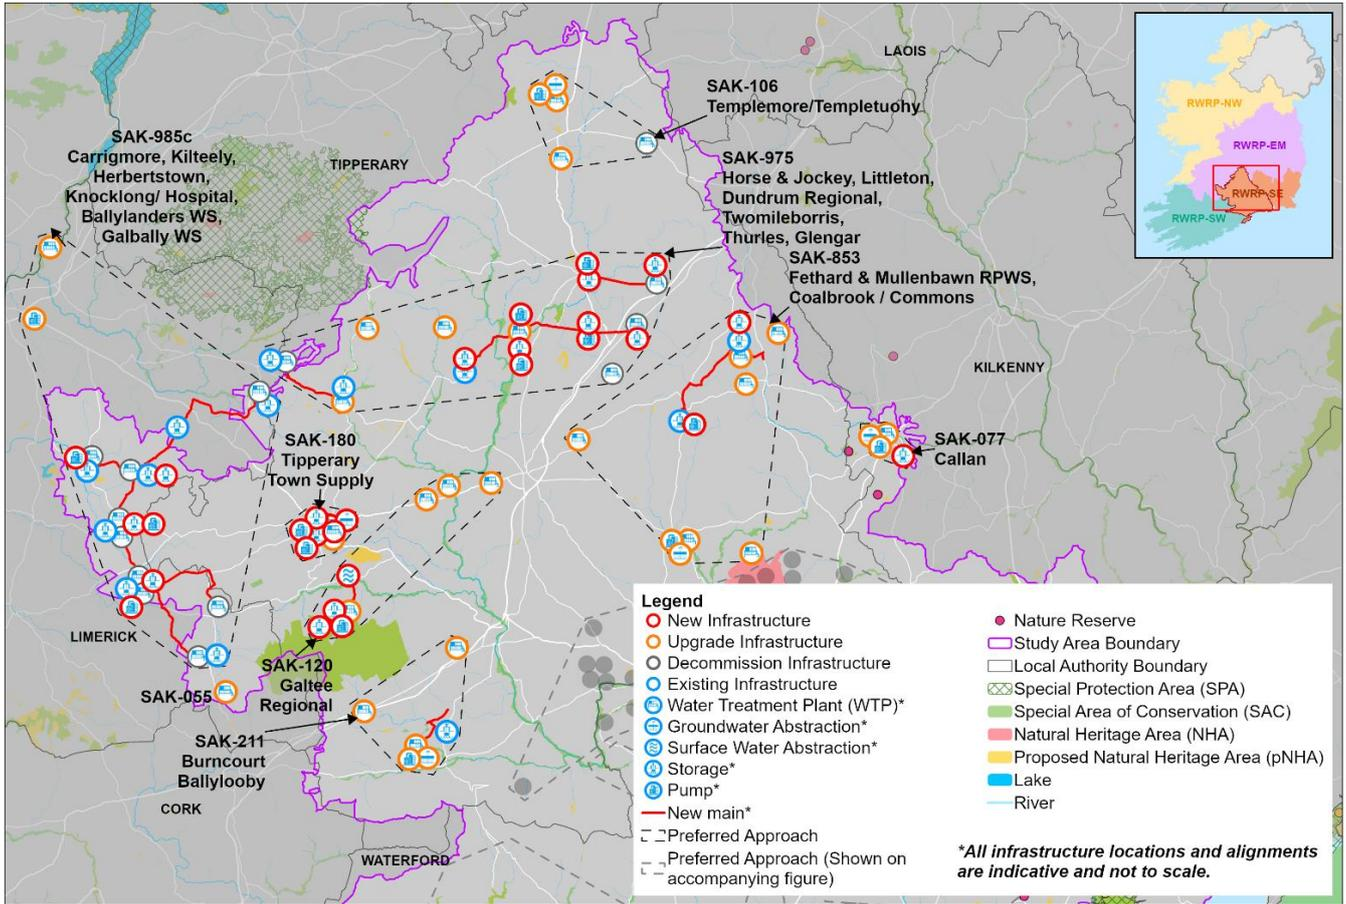 LAOIS
SAK-106
Templemore/Templetuohy
SAK-985c
Carrigmore, Kilteely,
Herbertstown,
Knocklong/ Hospital,
Ballylanders WS,
Galbally WS
TIPPERARY
SAK-975
Horse & Jockey, Littleton,
Dundrum Regional,
Twomileborris,
Thurles, Glengar
SAK-853
Fethard & Mullenbawn RPWS,
Coalbrook / Commons
RWRP-NW
RWRP-EM
RWRP-SE
RWRP-SW
KILKENNY
SAK-180
Tipperary
Town Supply
SAK-077
Callan
LIMERICK
SAK-055
SAK-120
Galtee
Regional
SAK-211
Burncourt
Ballylooby
CORK
WATERFORD
Legend
New Infrastructure
Upgrade Infrastructure
Decommission Infrastructure
Existing Infrastructure
Water Treatment Plant (WTP)*
Groundwater Abstraction*
Surface Water Abstraction*
Storage*
Pump*
New main*
Preferred Approach
Preferred Approach (Shown on
accompanying figure)
Nature Reserve
Study Area Boundary
Local Authority Boundary
Special Protection Area (SPA)
Special Area of Conservation (SAC)
Natural Heritage Area (NHA)
Proposed Natural Heritage Area (pNHA)
Lake
River
*All infrastructure locations and alignments
are indicative and not to scale.